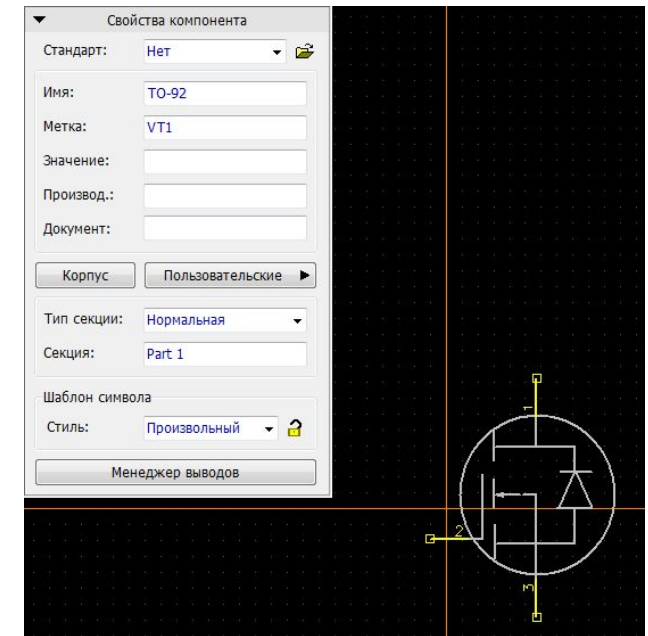 Свойства компонента
Стандарт: Нет
Имя: TO-92
Метка: VT1
Значение:
Производ.:
Документ:
Корпус Пользовательские
Тип секции: Нормальная
Секция: Part 1
Шаблон символа
Стиль: Произвольный
Менеджер выводов
1
2
3